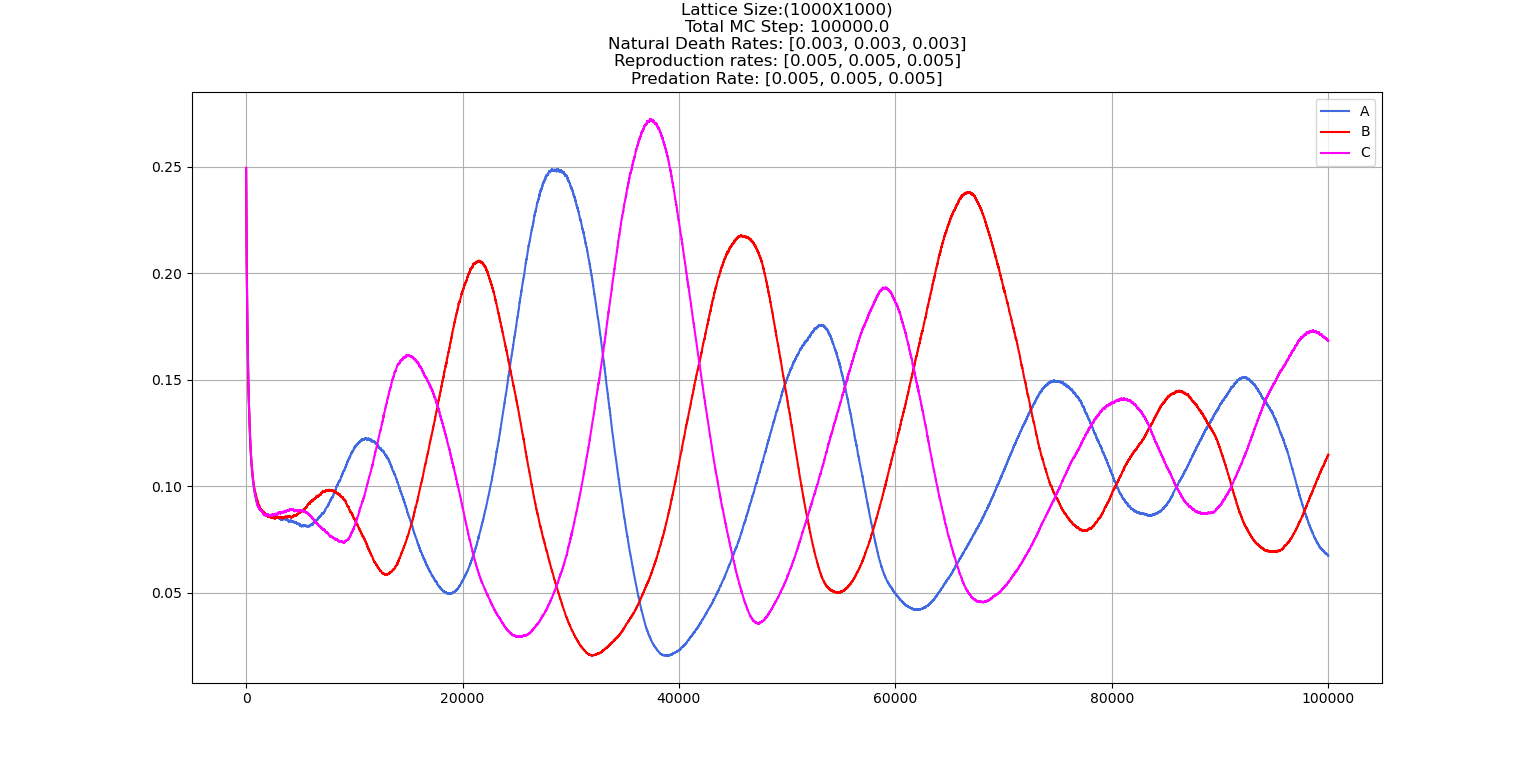 Lattice Size:(1000X1000)
Total MC Step: 100000.0
Natural Death Rates: [0.003, 0.003, 0.003]
Reproduction rates: [0.005, 0.005, 0.005]
Predation Rate: [0.005, 0.005, 0.005]
A
B
C
0.25
0.20
0.15
0.10
0.05
0
20000
40000
60000
80000
100000